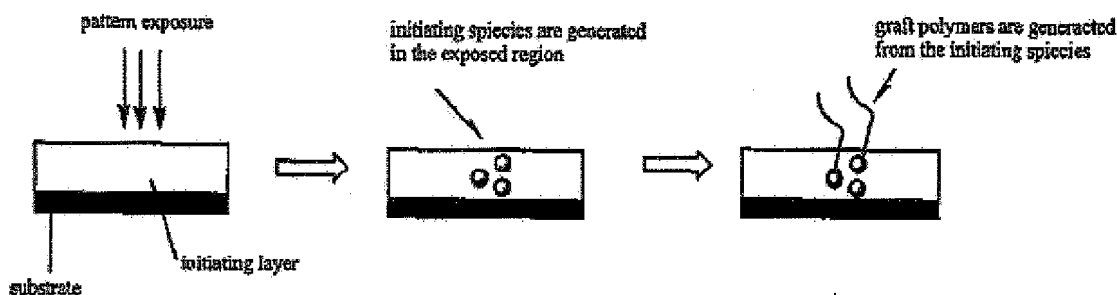 pattern exposure
initiating spiecies are generated
in the exposed region
graft polymers are generacted
from the initiating spiecies
initiating layer
substrate